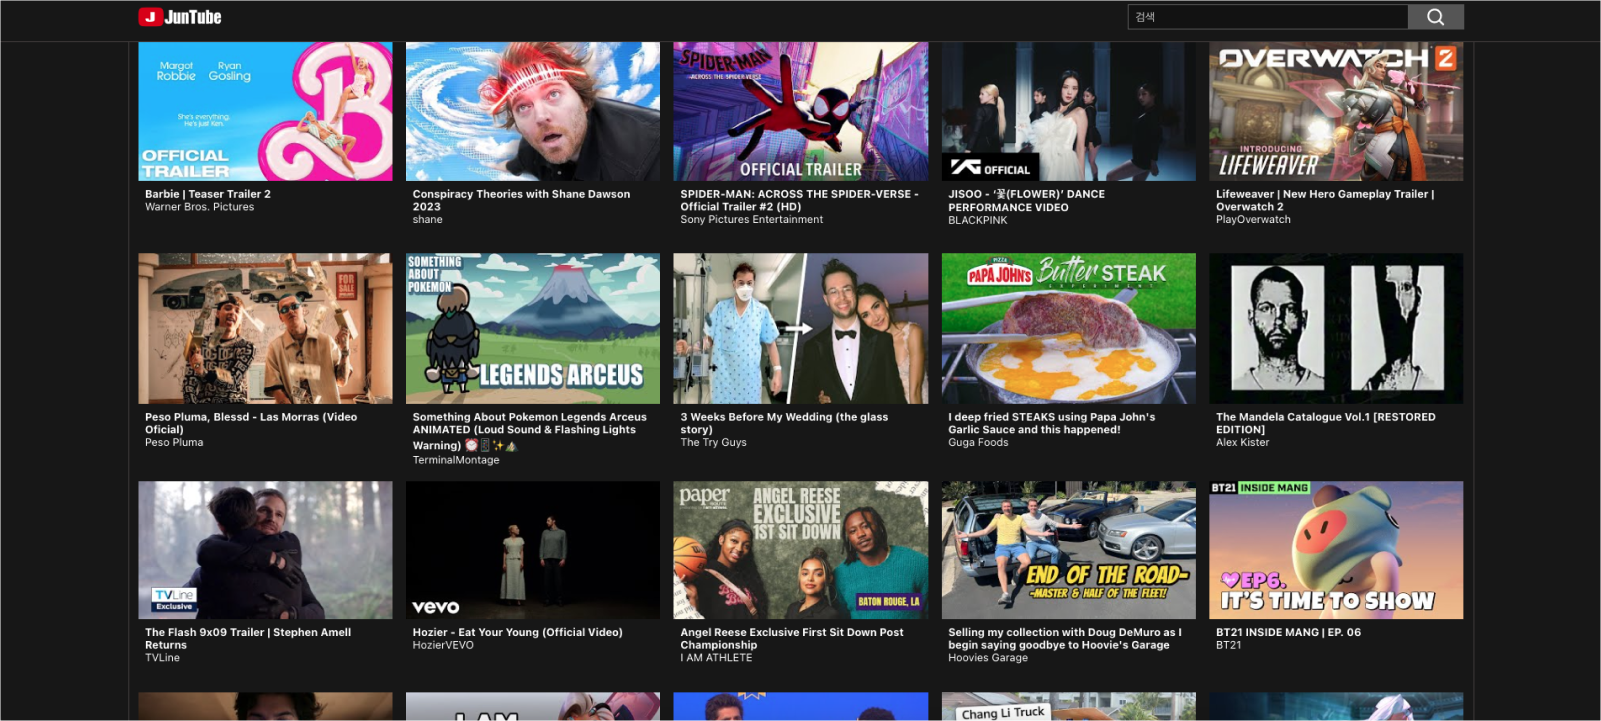 J JunTube
검색
Margot Robbie
Ryan Gosling
She's everything.
He's just Ken.
B
OFFICIAL
TRAILER
Barbie | Teaser Trailer 2
Warner Bros. Pictures
Conspiracy Theories with Shane Dawson
2023
shane
SPIDER-MAN
ACROSS THE SPIDER-VERSE
OFFICIAL TRAILER
SPIDER-MAN: ACROSS THE SPIDER-VERSE -
Official Trailer #2 (HD)
Sony Pictures Entertainment
YG OFFICIAL
JISOO - ‘꽃(FLOWER)’ DANCE
PERFORMANCE VIDEO
BLACKPINK
OVERWATCH 2
INTRODUCING
LIFEWEAVER
Lifeweaver | New Hero Gameplay Trailer |
Overwatch 2
PlayOverwatch
FOR
SALE
Peso Pluma, Blessd - Las Morras (Video
Oficial)
Peso Pluma
SOMETHING
ABOUT
POKEMON
LEGENDS ARCEUS
Something About Pokemon Legends Arceus
ANIMATED (Loud Sound & Flashing Lights
Warning) ⏰📱✨⛰️
TerminalMontage
3 Weeks Before My Wedding (the glass
story)
The Try Guys
PIZZA
PAPA JOHN'S
Butter STEAK
EXPERIMENT
I deep fried STEAKS using Papa John's
Garlic Sauce and this happened!
Guga Foods
The Mandela Catalogue Vol.1 [RESTORED
EDITION]
Alex Kister
TVLine
Exclusive
The Flash 9x09 Trailer | Stephen Amell
Returns
TVLine
vevo
Hozier - Eat Your Young (Official Video)
HozierVEVO
paper
ANGEL REESE
EXCLUSIVE
1ST SIT DOWN
BATON ROUGE, LA
Angel Reese Exclusive First Sit Down Post
Championship
I AM ATHLETE
END OF THE ROAD-
-MASTER & HALF OF THE FLEET!
Selling my collection with Doug DeMuro as I
begin saying goodbye to Hoovie's Garage
Hoovies Garage
BT21 INSIDE MANG
EP6.
IT'S TIME TO SHOW
BT21 INSIDE MANG | EP. 06
BT21
I AM
Chang Li Truck